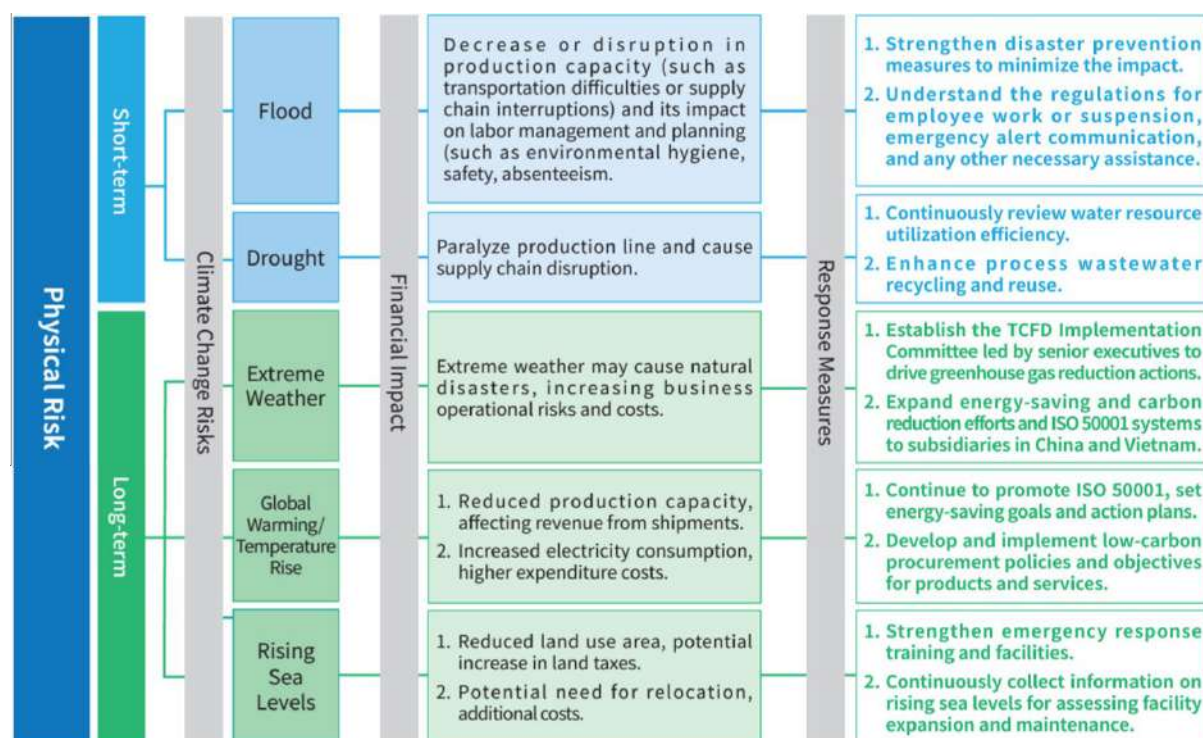 Physical Risk
Short-term
Long-term
Climate Change Risks
Financial Impact
Response Measures
Flood
Decrease or disruption in
production capacity (such as
transportation difficulties or supply
chain interruptions) and its impact
on labor management and planning
(such as environmental hygiene,
safety, absenteeism.
1. Strengthen disaster prevention
measures to minimize the impact.
2. Understand the regulations for
employee work or suspension,
emergency alert communication,
and any other necessary assistance.
Drought
Paralyze production line and cause
supply chain disruption.
1. Continuously review water resource
utilization efficiency.
2. Enhance process wastewater
recycling and reuse.
Extreme
Weather
Extreme weather may cause natural
disasters, increasing business
operational risks and costs.
1. Establish the TCFD Implementation
Committee led by senior executives to
drive greenhouse gas reduction actions.
2. Expand energy-saving and carbon
reduction efforts and ISO 50001 systems
to subsidiaries in China and Vietnam.
Global
Warming/
Temperature
Rise
1. Reduced production capacity,
affecting revenue from shipments.
2. Increased electricity consumption,
higher expenditure costs.
1. Continue to promote ISO 50001, set
energy-saving goals and action plans.
2. Develop and implement low-carbon
procurement policies and objectives
for products and services.
Rising
Sea
Levels
1. Reduced land use area, potential
increase in land taxes.
2. Potential need for relocation,
additional costs.
1. Strengthen emergency response
training and facilities.
2. Continuously collect information on
rising sea levels for assessing facility
expansion and maintenance.